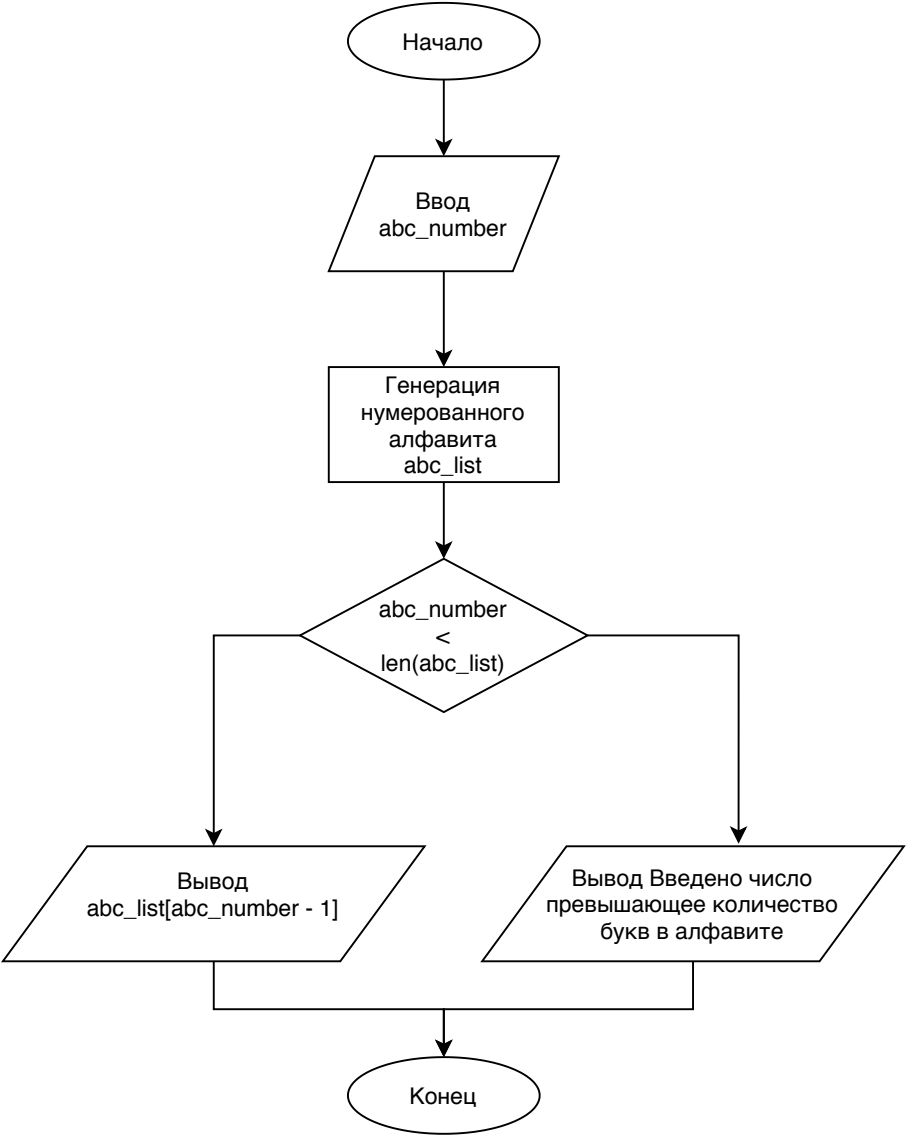 Начало
Ввод
abc_number
Генерация
нумерованного
алфавита
abc_list
abc_number
<
len(abc_list)
Вывод
abc_list[abc_number - 1]
Вывод Введено число
превышающее количество
букв в алфавите
Конец